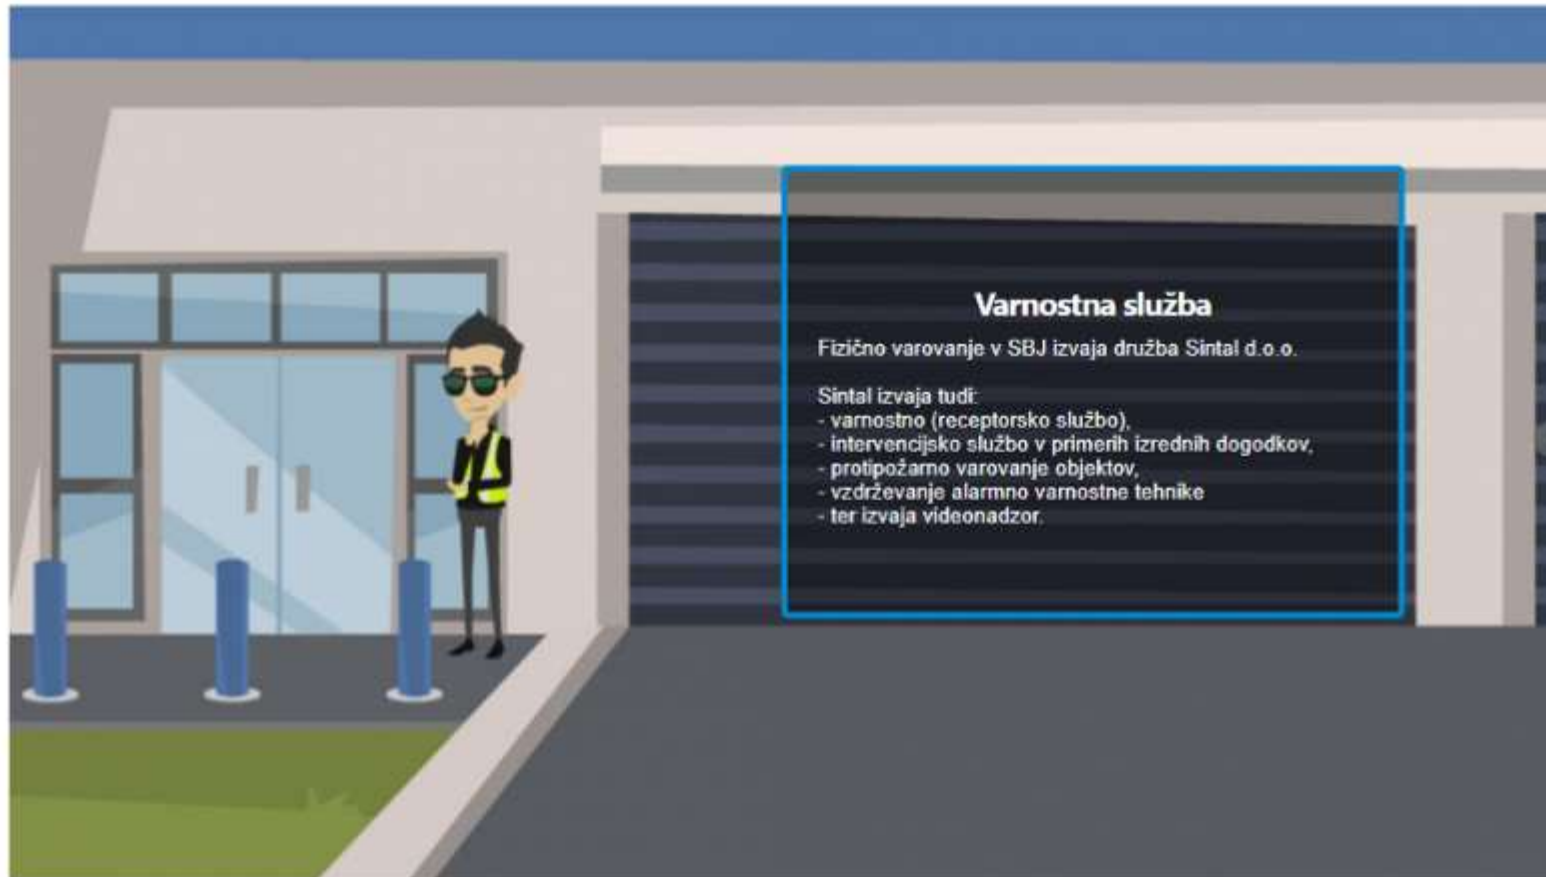 Varnostna služba
Fizično varovanje v SBJ izvaja družba Sintal d.o.o.
Sintal izvaja tudi:
- varnostno (receptorsko službo),
- intervencijsko službo v primerih izrednih dogodkov,
- protipožarno varovanje objektov,
- vzdrževanje alarmno varnostne tehnike
- ter izvaja videonadzor.